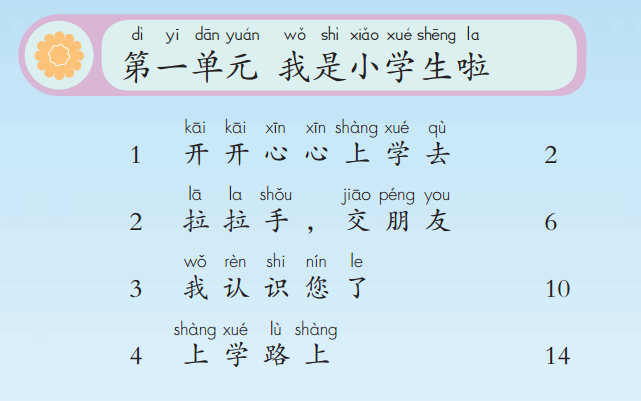 dì yī dān yuán wǒ shì xiǎo xué shēng la
第一单元 我是小学生啦
kāi kāi xīn xīn shàng xué qù
1 开开心心上学去 2
lā la shǒu jiāo péng you
2 拉拉手，交朋友 6
wǒ rèn shi nín le
3 我认识您了 10
shàng xué lù shàng
4 上学路上 14